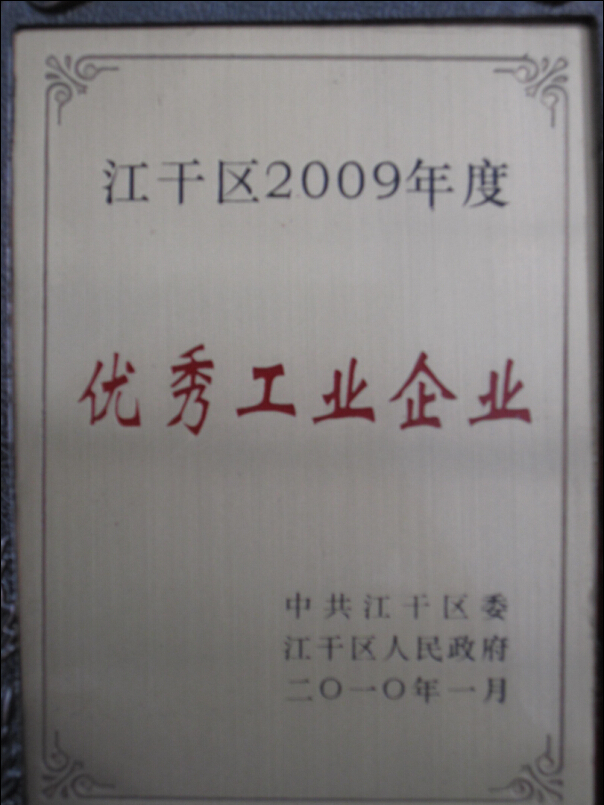 江干区2009年度
优秀工业企业
中共江干区委
江干区人民政府
二〇一〇年一月